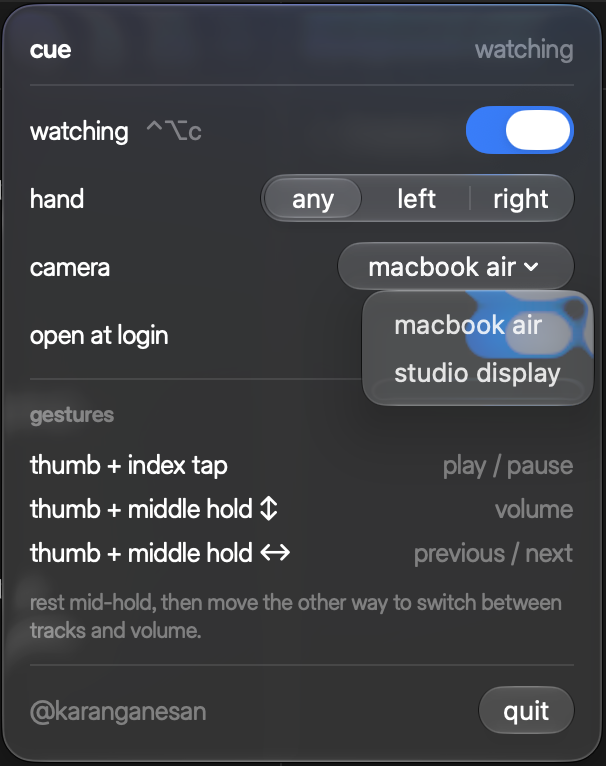 cue watching
watching ^⌥c
hand any left right
camera macbook air
macbook air
open at login
studio display
gestures
thumb + index tap play / pause
thumb + middle hold ↕ volume
thumb + middle hold ↔ previous / next
rest mid-hold, then move the other way to switch between
tracks and volume.
@karanganesan quit